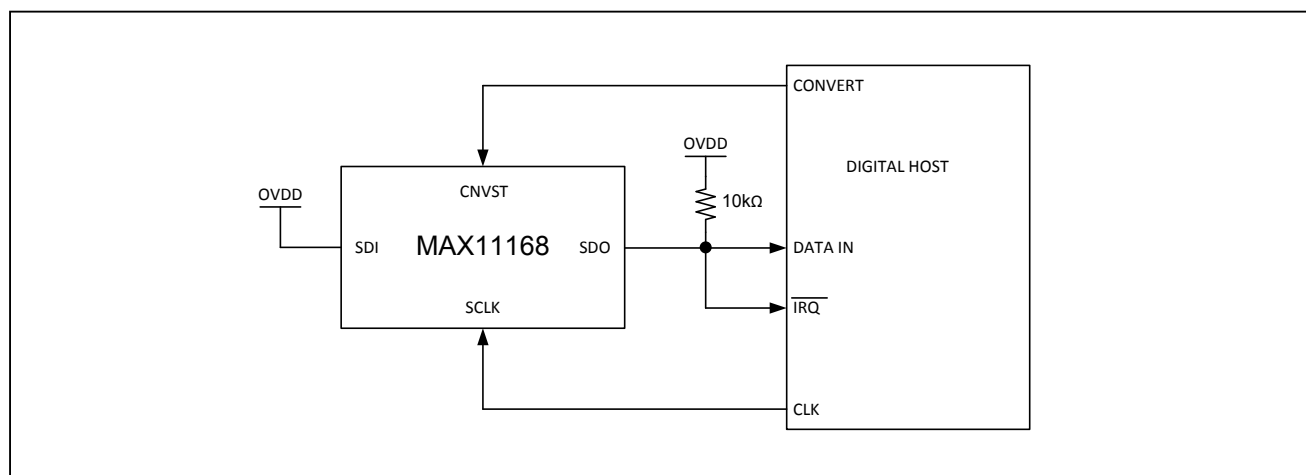 CONVERT
OVDD
DIGITAL HOST
CNVST
OVDD
10kΩ
SDI
MAX11168
SDO
DATA IN
IRQ
SCLK
CLK